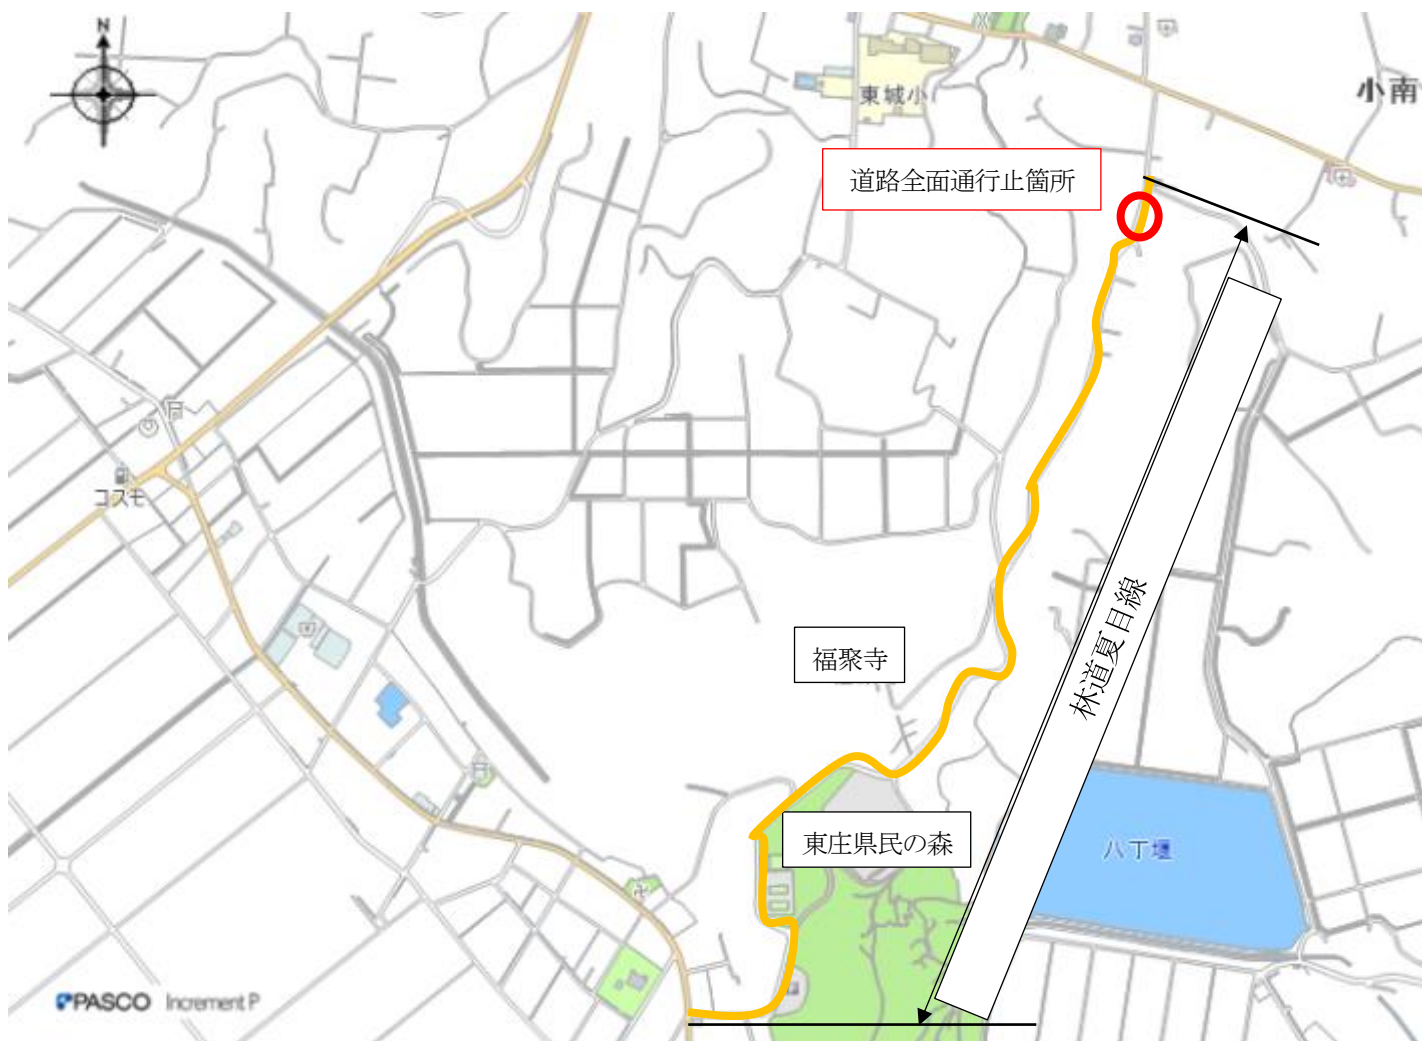 N
東城小
小南
道路全面通行止箇所
コスモ
林道夏目線
福聚寺
東庄県民の森
八丁堰
PASCO Increment P